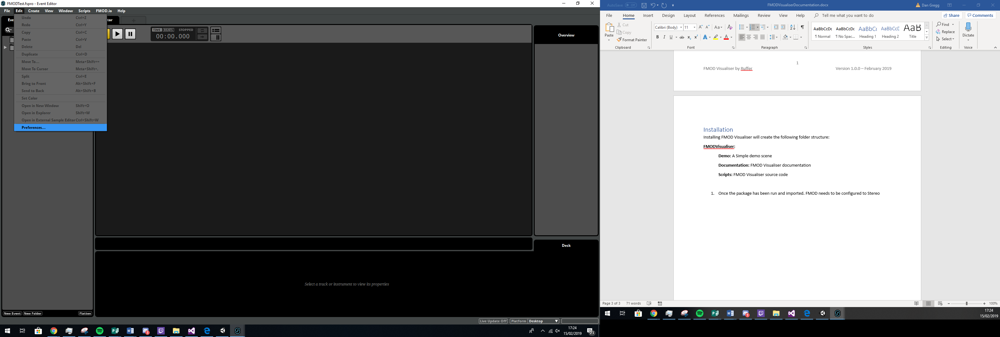 FMODTest.fspro - Event Editor
File Edit Create View Window Scripts FMOD.io Help
Undo Ctrl+Z
Redo Ctrl+Y
Copy Ctrl+C
Paste Ctrl+V
Delete Del
Duplicate Ctrl+D
Move To... Meta+Shift+=
Move To Cursor Meta+Shift+,
Split Ctrl+E
Bring to Front Alt+Shift+F
Send to Back Alt+Shift+B
Set Color
Open in New Window Shift+O
Open in Explorer Shift+W
Open in External Sample Editor Ctrl+Shift+W
Preferences...
TIME BEATS STOPPED
00:00.000
Overview
Deck
Select a track or instrument to view its properties
New Event New Folder Flatten
Live Update Off Platform Desktop
17:24
15/02/2019
23
AutoSave Off FMODVisualiserDocumentation.docx Dan Gregg
File Home Insert Design Layout References Mailings Review View Help Tell me what you want to do Share Comments
Paste Cut
Copy
Format Painter
Clipboard
Calibri (Body) 11
Font
Paragraph
AaBbCcDc AaBbCcDc AaBbCc AaBbCcD AaB
¶ Normal ¶ No Spac... Heading 1 Heading 2 Title
Styles
Find
Replace
Select
Editing
Dictate
Voice
1
FMOD Visualiser by Ruffer Version 1.0.0 – February 2019
Installation
Installing FMOD Visualiser will create the following folder structure:
FMODVisualiser:
Demo: A Simple demo scene
Documentation: FMOD Visualiser documentation
Scripts: FMOD Visualiser source code
1. Once the package has been run and imported. FMOD needs to be configured to Stereo
Page 3 of 3 71 words 100%
17:24
15/02/2019